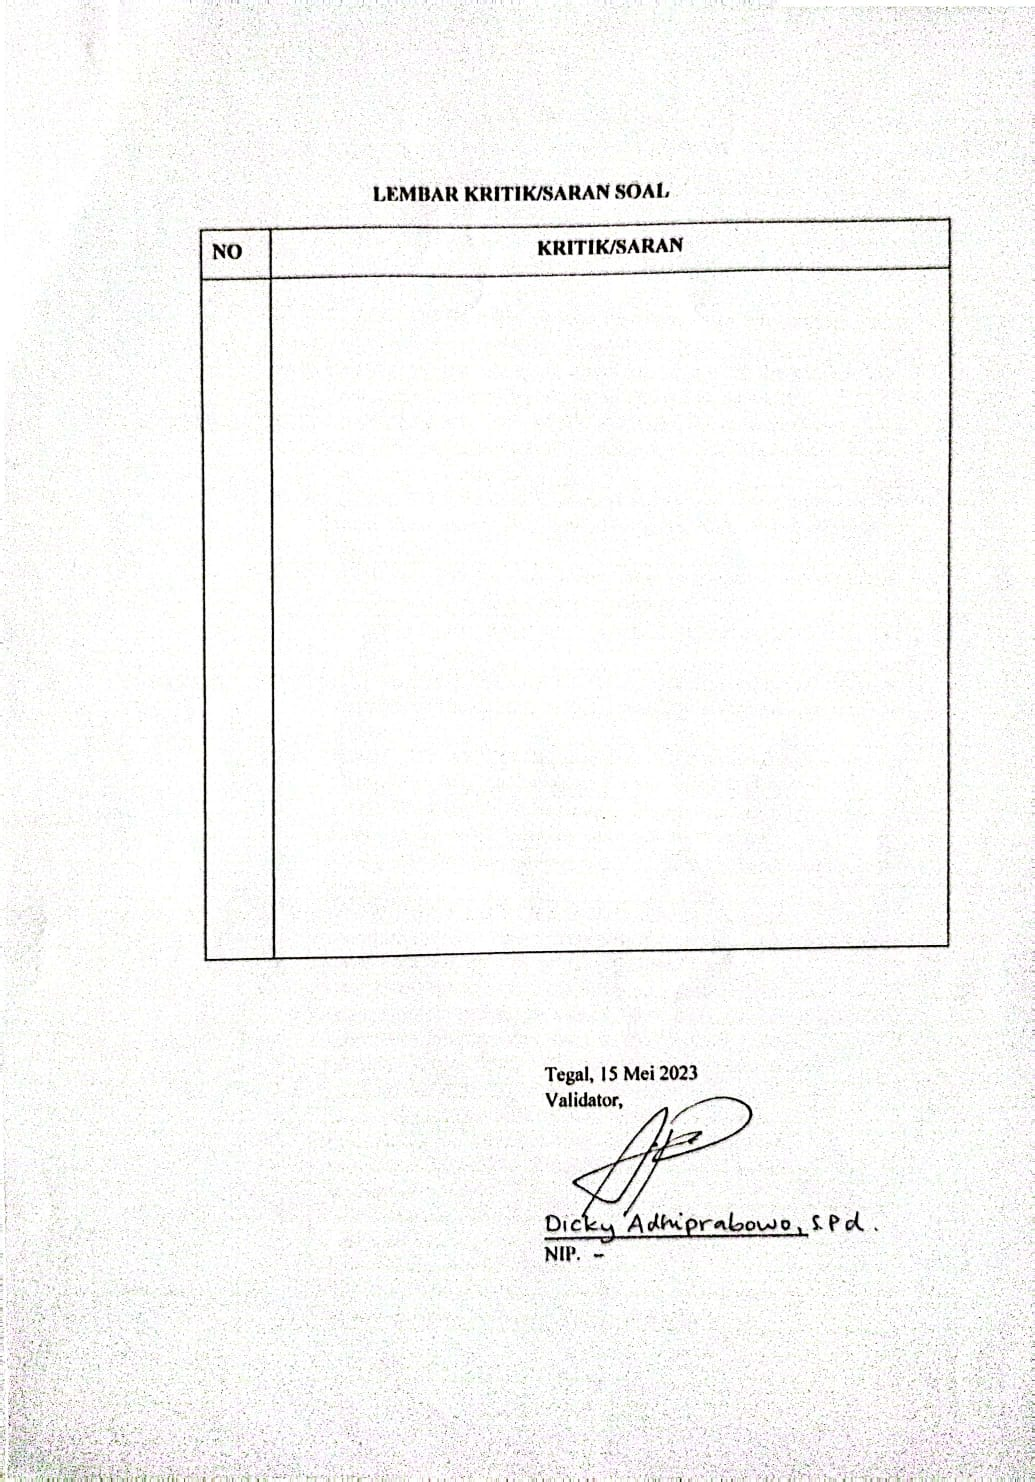 LEMBAR KRITIK/SARAN SOAL
NO KRITIK/SARAN
Tegal, 15 Mei 2023
Validator,
Dicky Adhiprabowo, S.Pd.
NIP. -